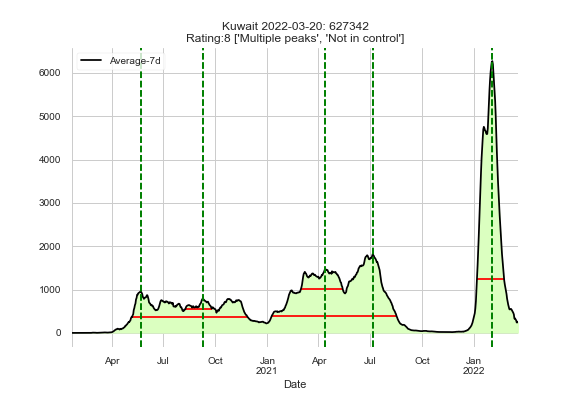 Kuwait 2022-03-20: 627342
Rating:8 ['Multiple peaks', 'Not in control']
Average-7d
6000
5000
4000
3000
2000
1000
0
Apr Jul Oct Jan Apr Jul Oct Jan
2021 2022
Date